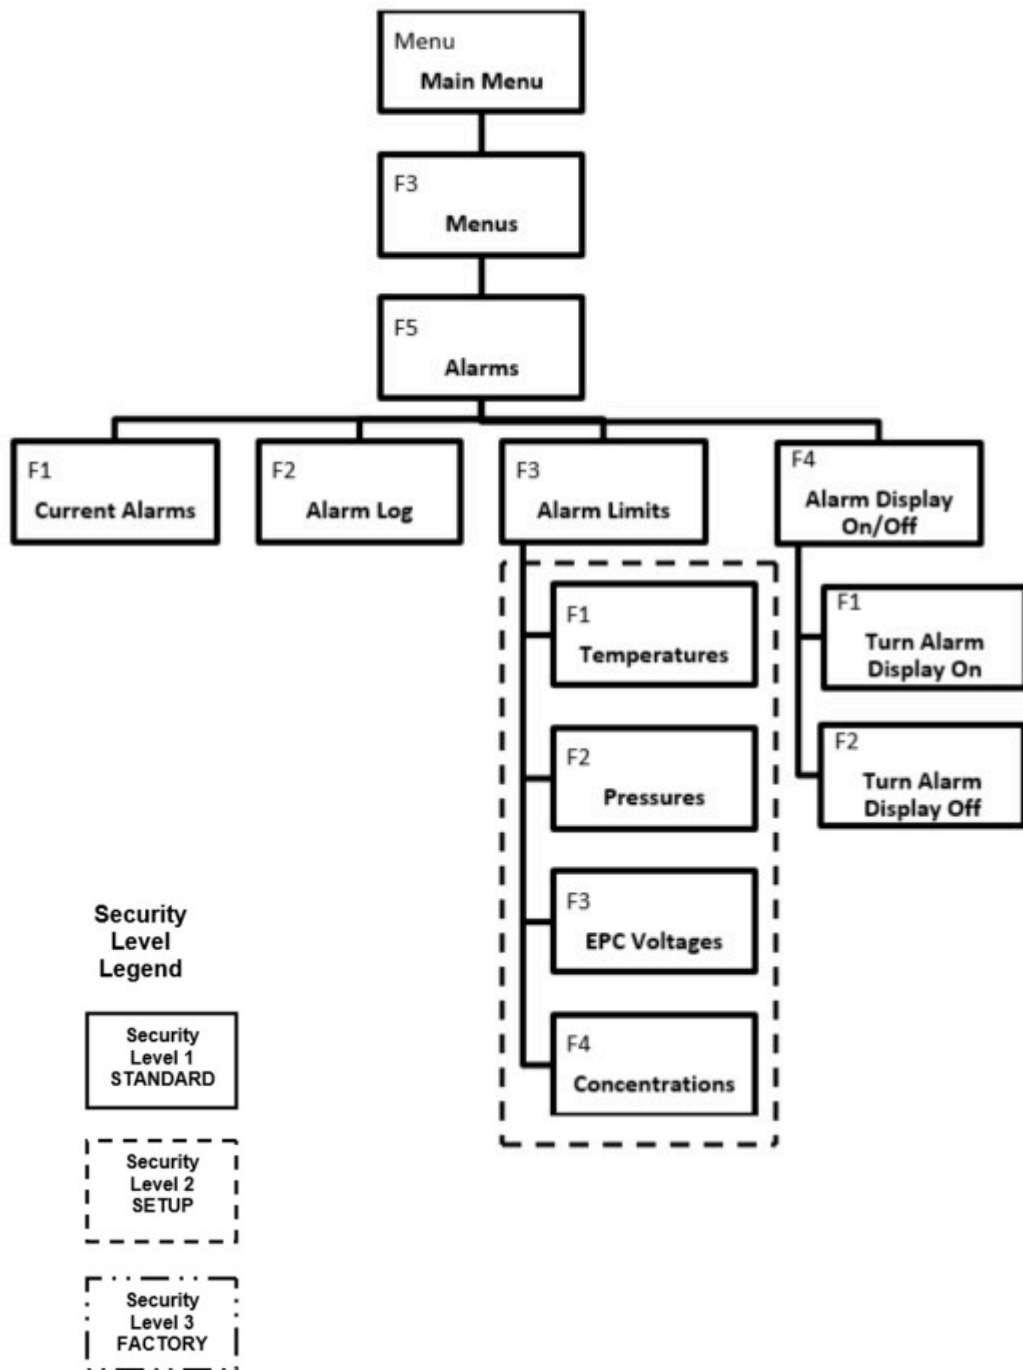 Menu
Main Menu
F3
Menus
F5
Alarms
F1
Current Alarms
F2
Alarm Log
F3
Alarm Limits
F4
Alarm Display
On/Off
F1
Temperatures
F2
Pressures
F3
EPC Voltages
F4
Concentrations
F1
Turn Alarm
Display On
F2
Turn Alarm
Display Off
Security
Level
Legend
Security
Level 1
STANDARD
Security
Level 2
SETUP
Security
Level 3
FACTORY